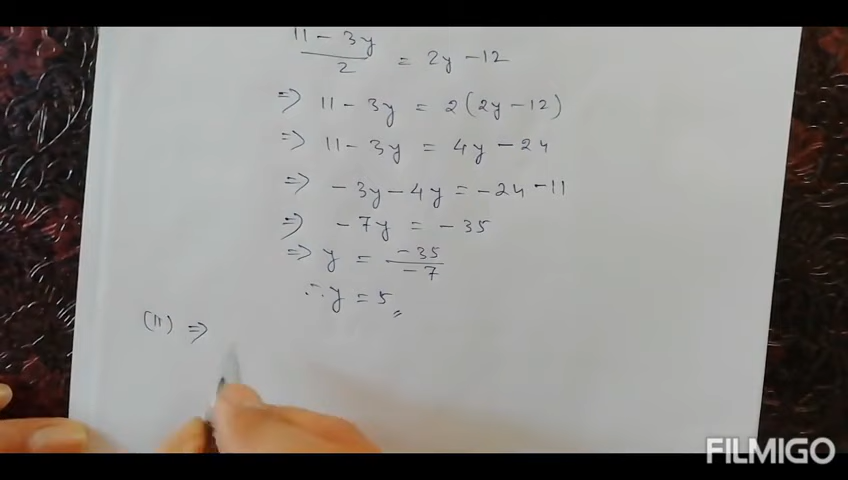 11 - 3y / 2 = 2y - 12
⇒ 11 - 3y = 2(2y - 12)
⇒ 11 - 3y = 4y - 24
⇒ -3y - 4y = -24 - 11
⇒ -7y = -35
⇒ y = -35 / -7
∴ y = 5
(II) ⇒
FILMIGO